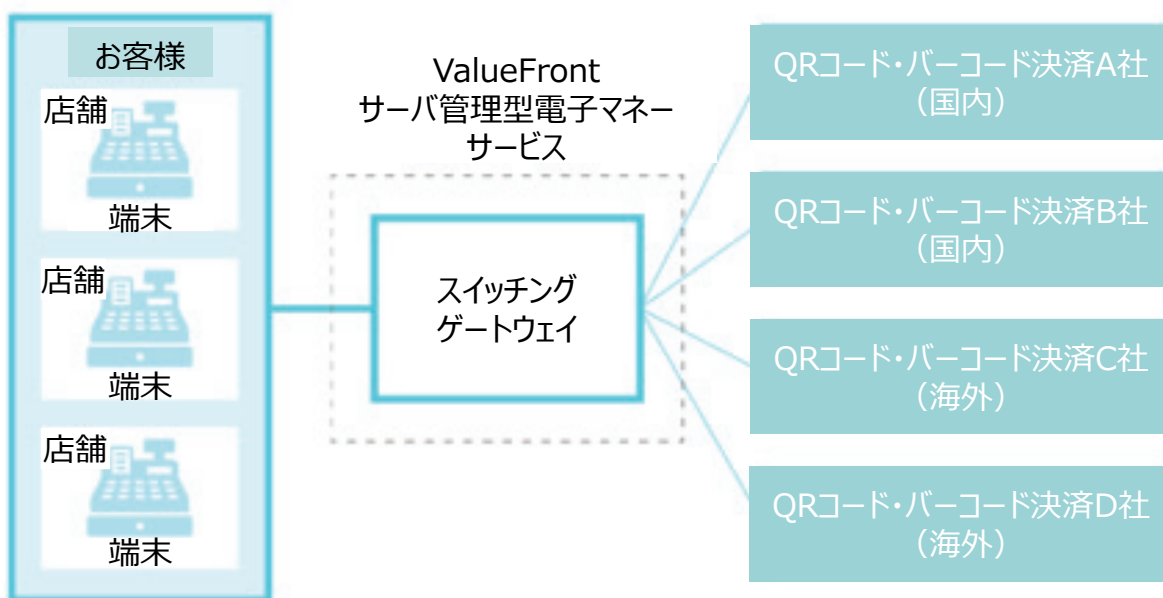 お客様
店舗
端末
店舗
端末
店舗
端末
ValueFront
サーバ管理型電子マネー
サービス
スイッチング
ゲートウェイ
QRコード・バーコード決済A社
（国内）
QRコード・バーコード決済B社
（国内）
QRコード・バーコード決済C社
（海外）
QRコード・バーコード決済D社
（海外）